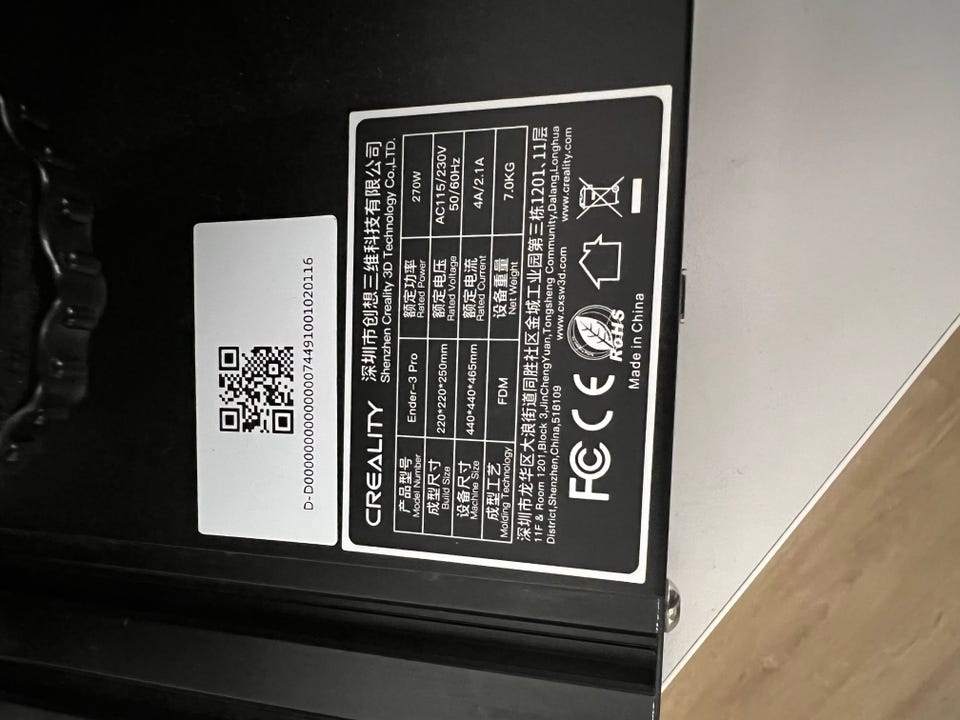 D-D0000000000000744910010​20116
CREALITY
深圳市创想三维科技有限公司
Shenzhen Creality 3D Technology Co.,LTD.
产品型号 Model Number Ender-3 Pro 额定功率 Rated Power 270W
成型尺寸 Build Size 220*220*250mm 额定电压 Rated Voltage AC115/230V 50/60Hz
设备尺寸 Machine Size 440*440*465mm 额定电流 Rated Current 4A/2.1A
成型工艺 Molding Technology FDM 设备重量 Net Weight 7.0KG
深圳市龙华区大浪街道同胜社区金城工业园第三栋1201、11层
11F & Room 1201,Block 3,JinChengYuan,Tongsheng Community,Dalang,Longhua
District,Shenzhen,China,518109 www.cxsw3d.com www.creality.com
FC CE RoHS
Made in China